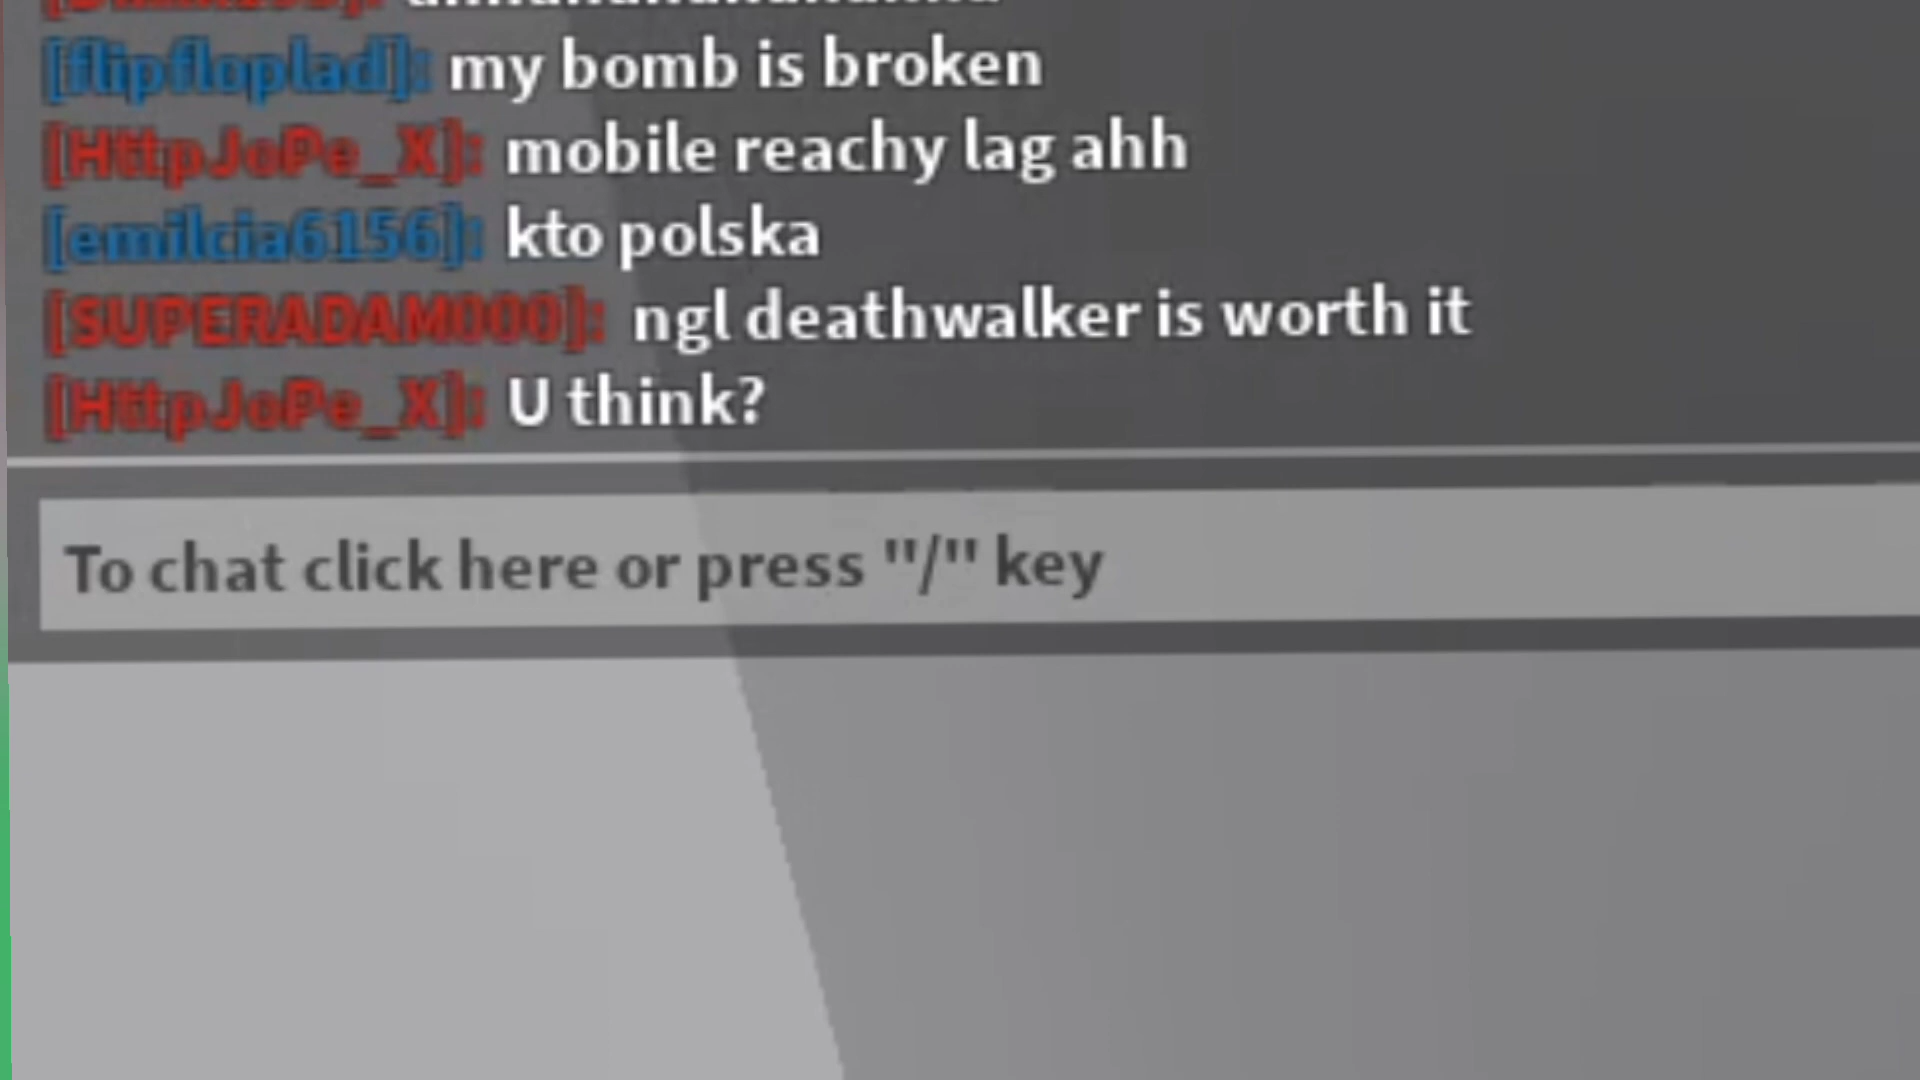 [flipfloplad]: my bomb is broken
[HttpJoPe_X]: mobile reachy lag ahh
[emilcia6156]: kto polska
[SUPERADAM000]: ngl deathwalker is worth it
[HttpJoPe_X]: U think?
To chat click here or press "/" key